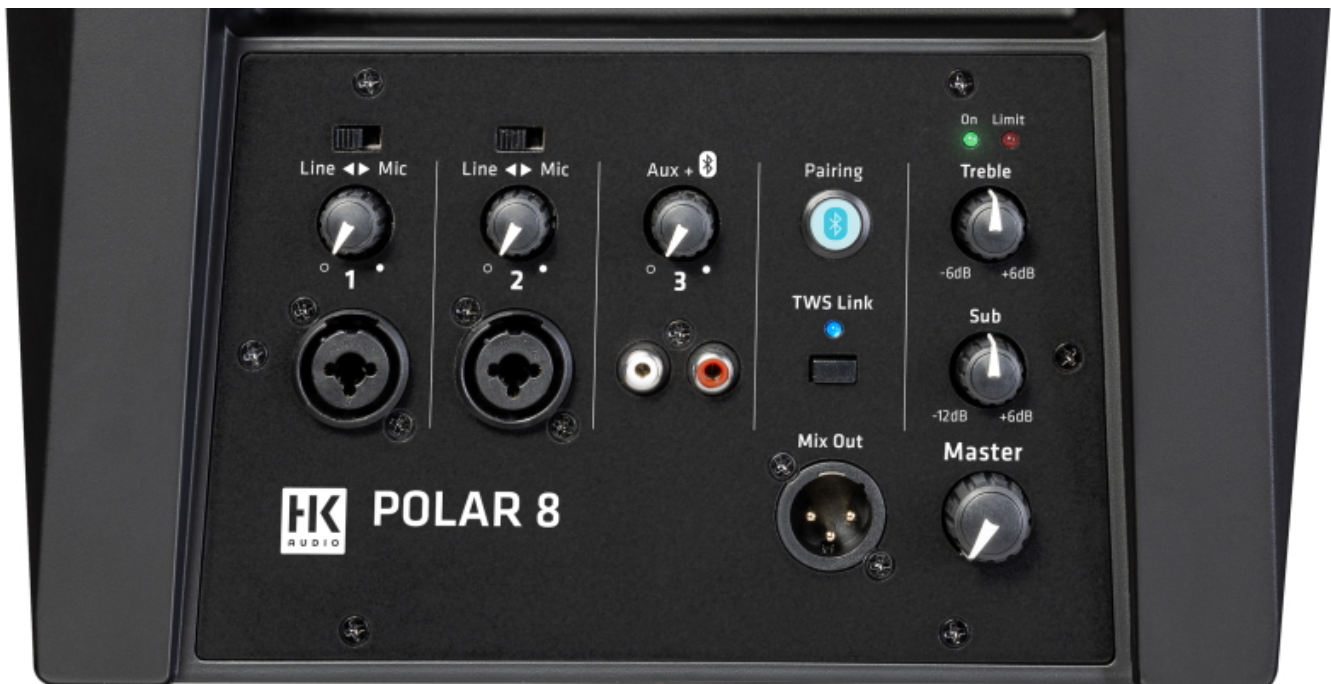 On Limit
Line ◀▶ Mic
Line ◀▶ Mic
Aux +
Pairing
Treble
-6dB +6dB
1
2
3
TWS Link
Sub
-12dB +6dB
Mix Out
Master
HK
AUDIO
POLAR 8